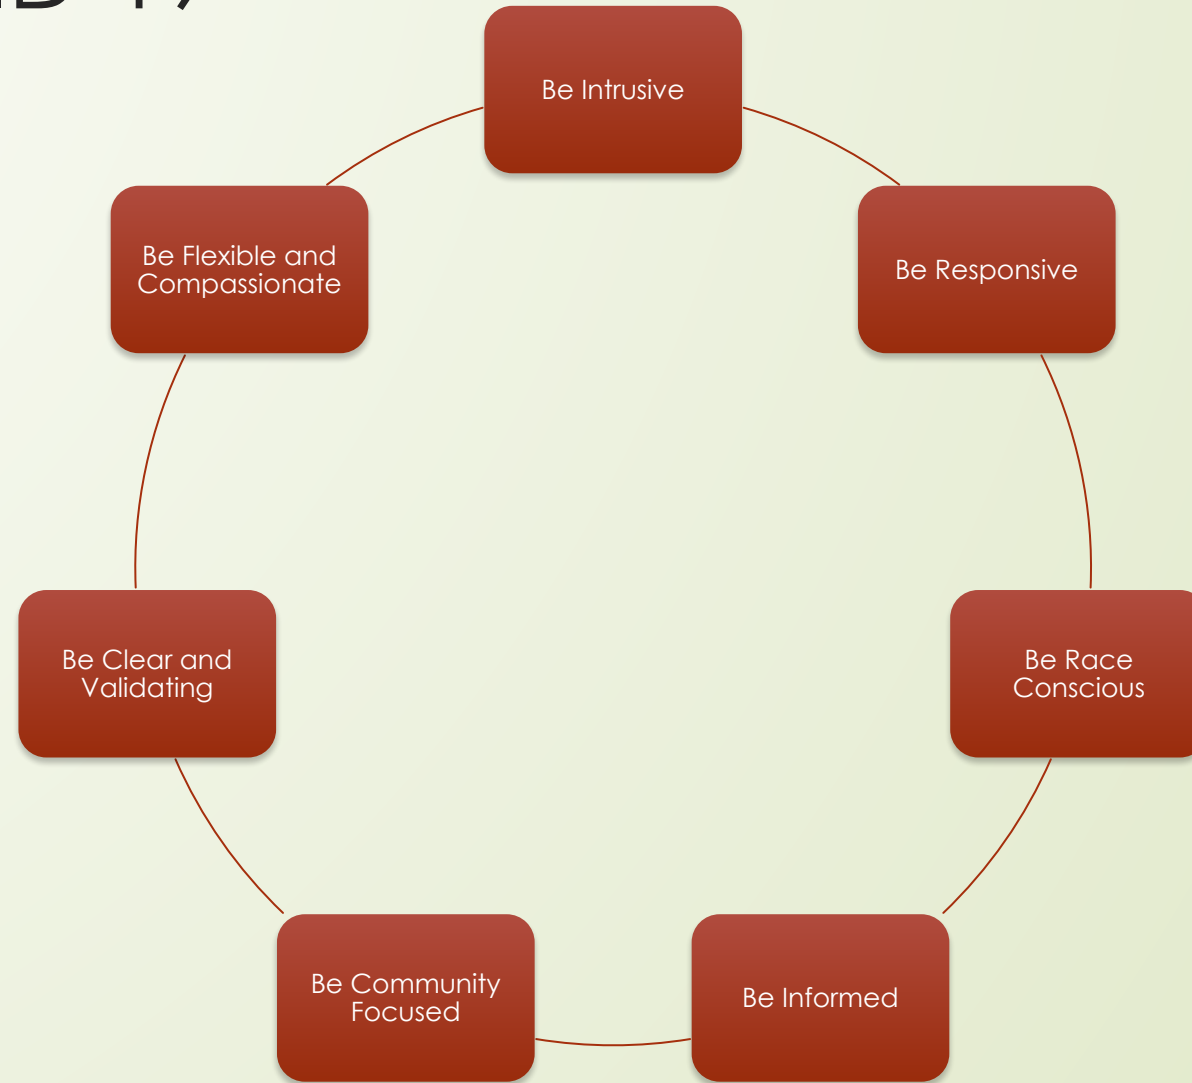 Be Intrusive
Be Responsive
Be Race
Conscious
Be Informed
Be Community
Focused
Be Clear and
Validating
Be Flexible and
Compassionate